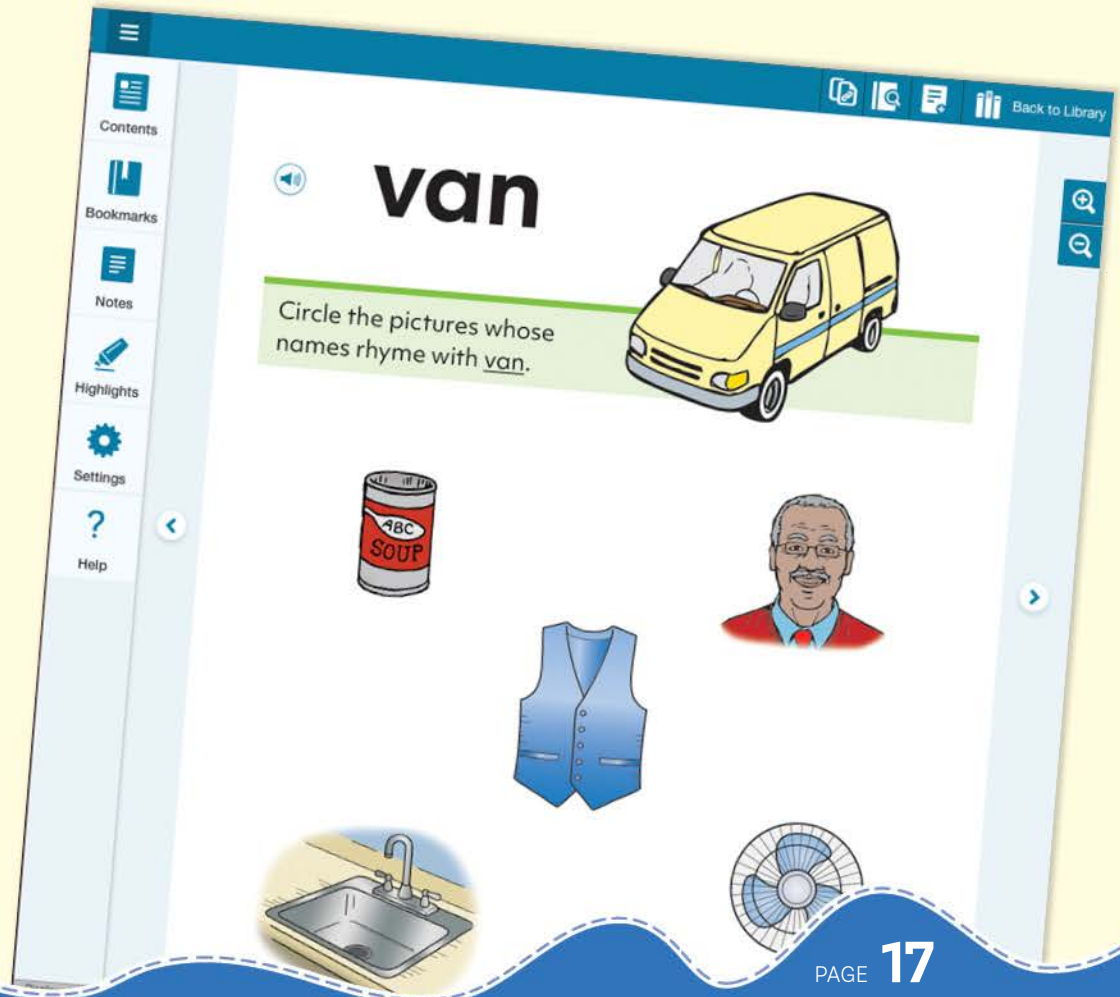 Back to Library
Contents
Bookmarks
Notes
Highlights
Settings
?
Help
van
Circle the pictures whose
names rhyme with van.
ABC
SOUP
PAGE 17